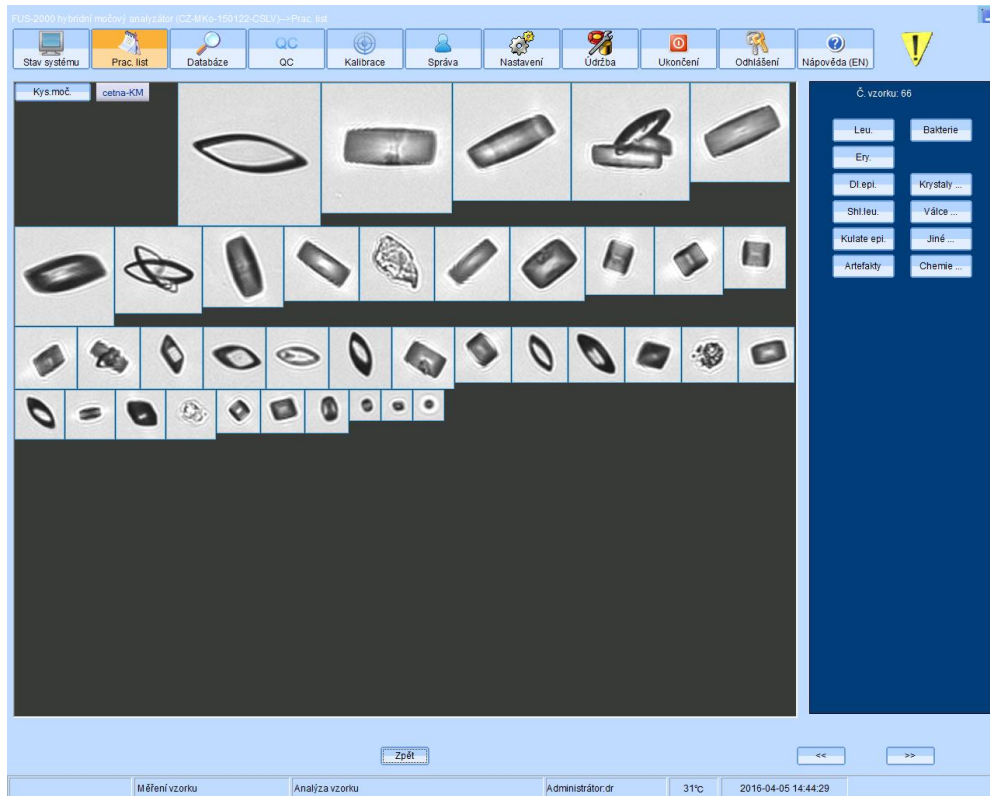 FUS-2000 hybridní močový analyzátor (CZ-MKo-150122-CSLV)-->Prac. list
Stav systému
Prac. list
Databáze
QC
QC
Kalibrace
Správa
Nastavení
Údržba
Ukončení
Odhlášení
Nápověda (EN)
Kys.moč.
cetna-KM
Č. vzorku: 66
Leu.
Bakterie
Ery.
Dl.epi.
Krystaly ...
Shl.leu.
Válce ...
Kulate epi.
Jiné ...
Artefakty
Chemie ...
Zpět
<<
>>
Měření vzorku
Analýza vzorku
Administrátor:dr
31℃
2016-04-05 14:44:29